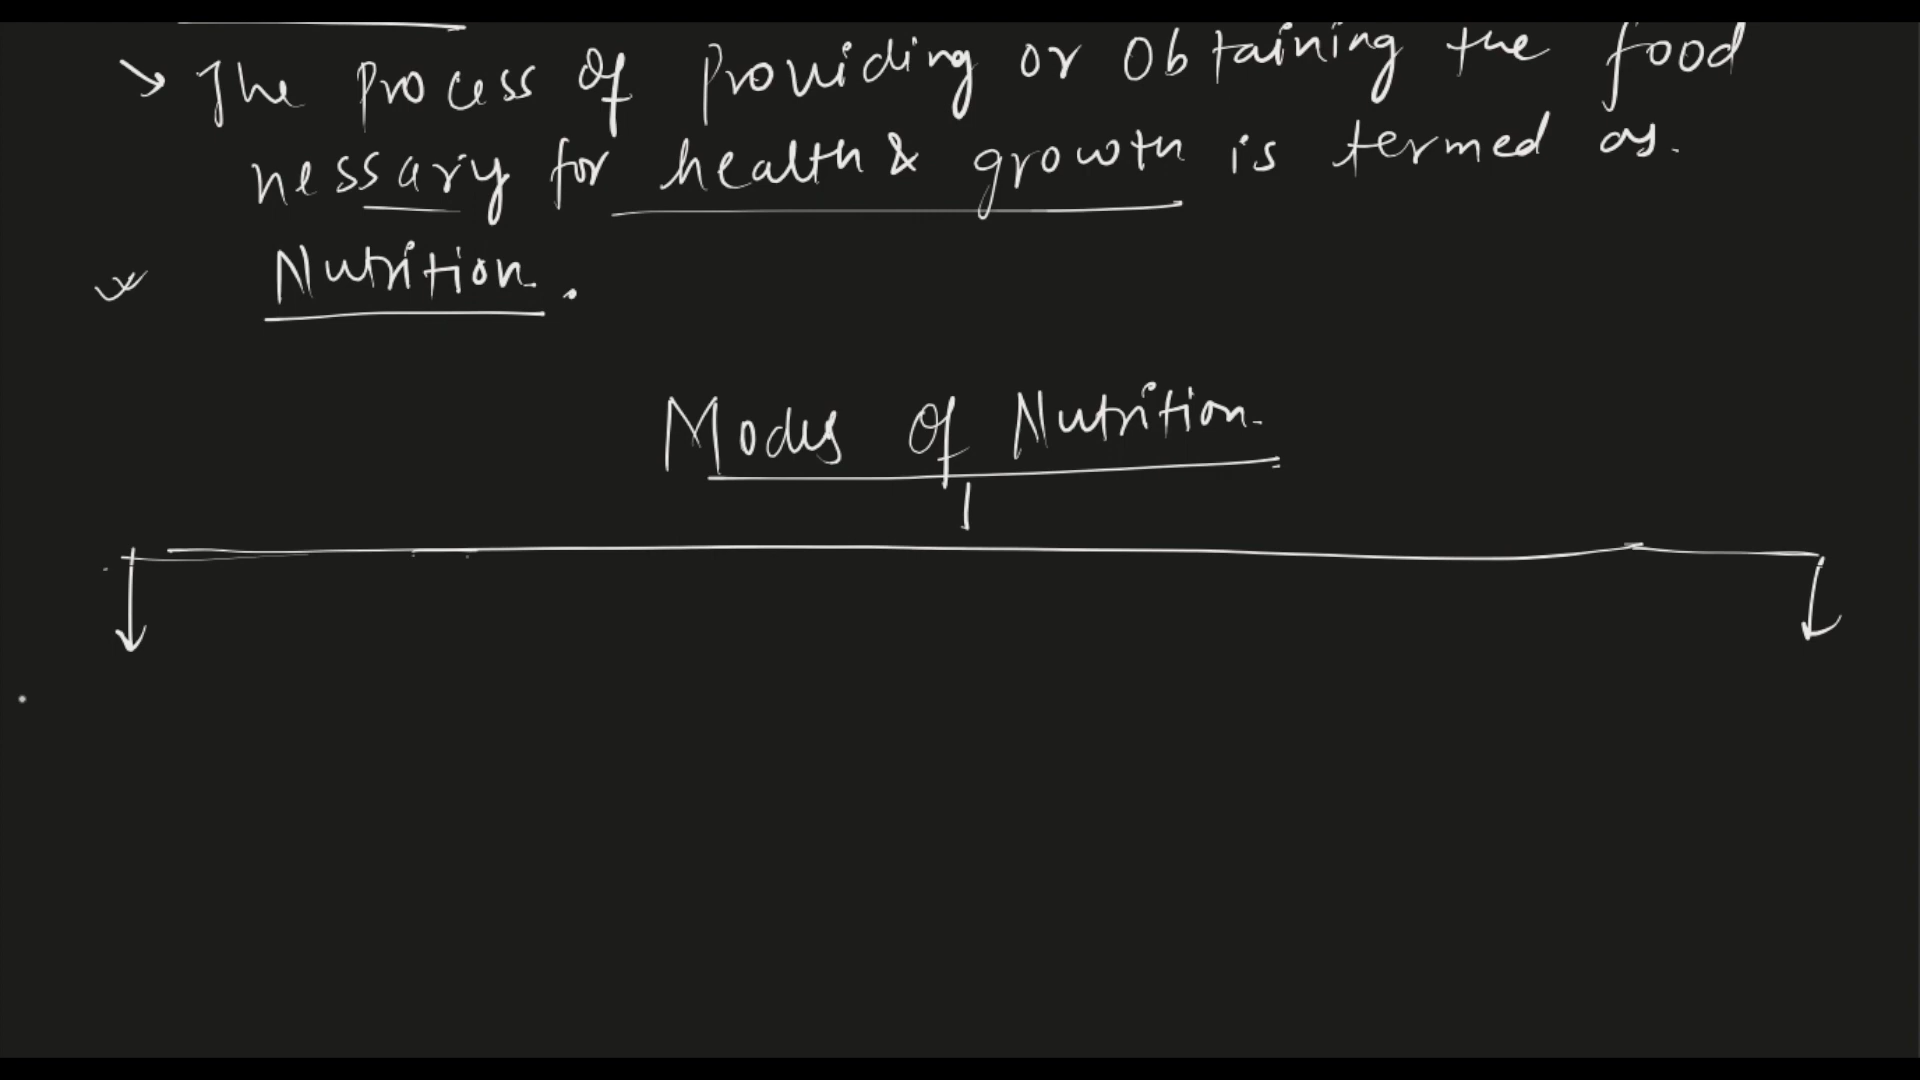 The process of providing or Obtaining the food
nessary for health & growth is termed as.
Nutrition.
Modes Of Nutrition.